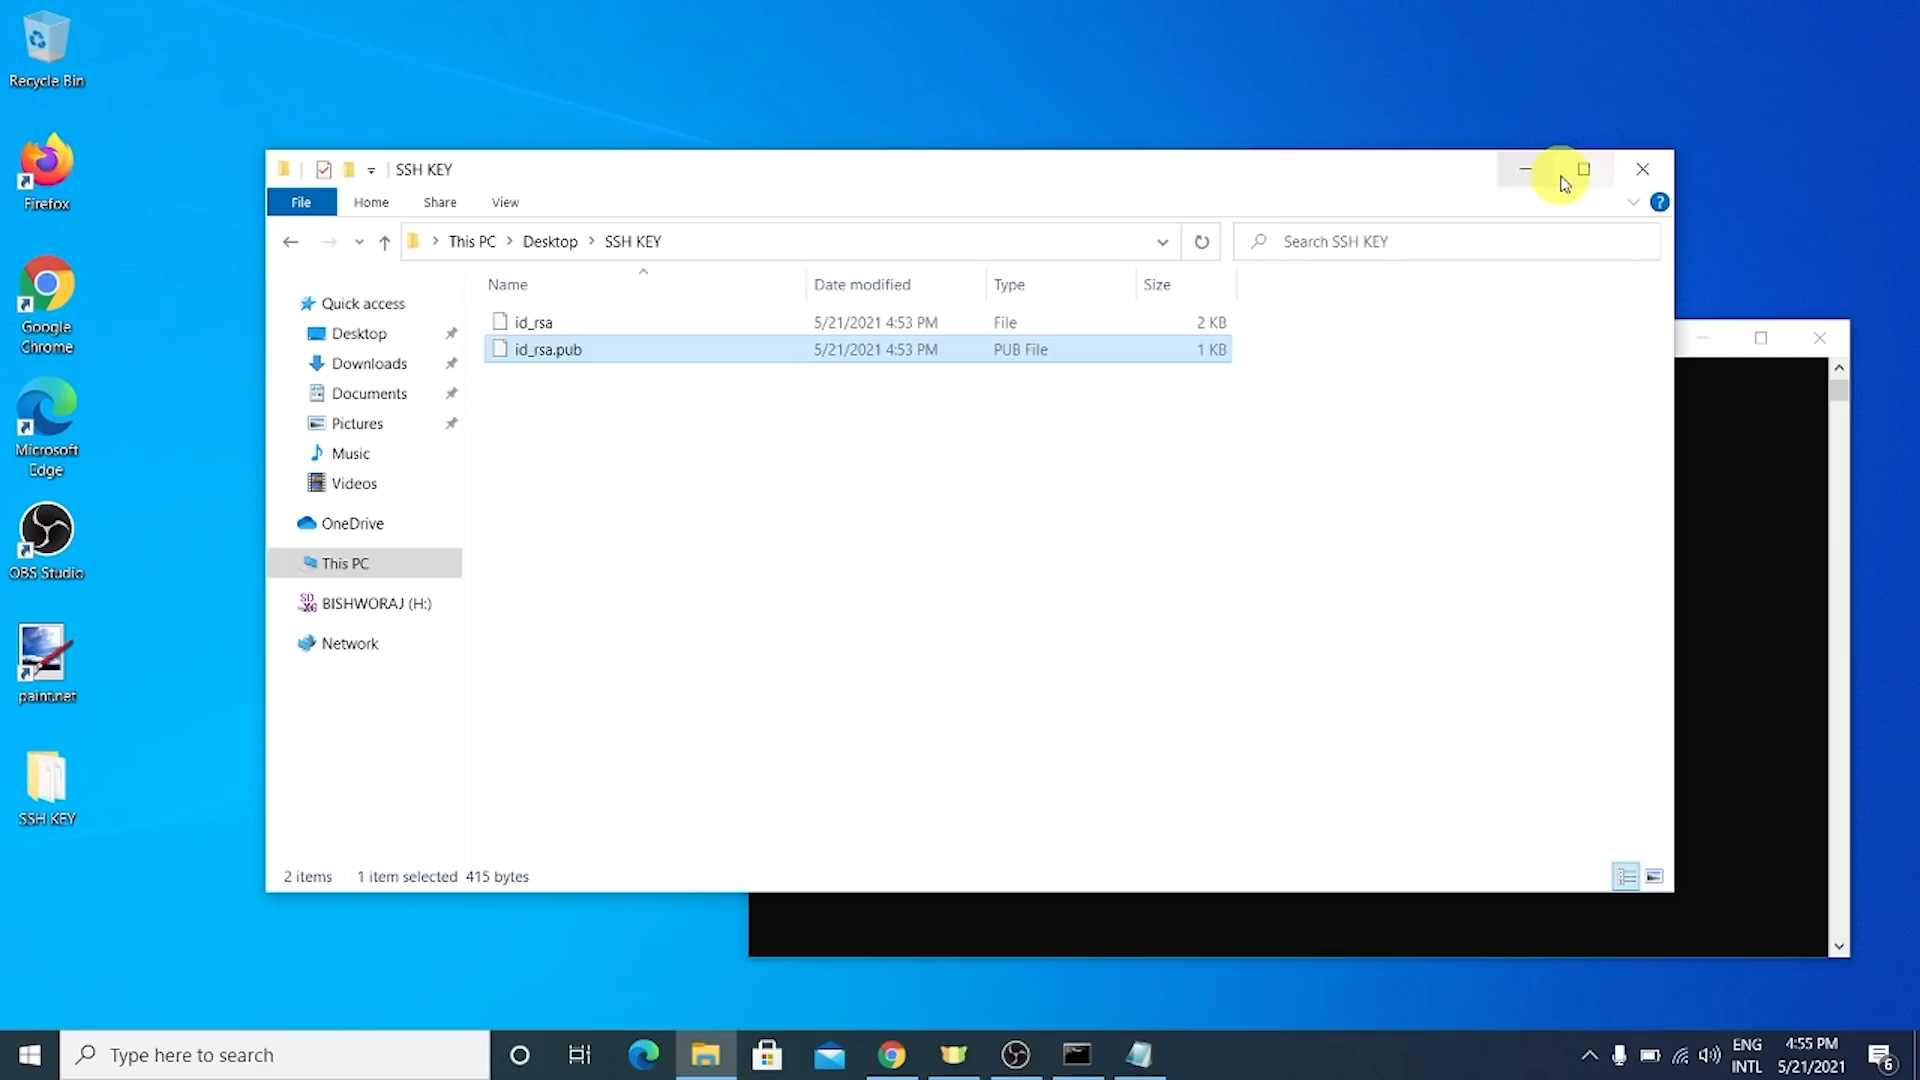 Recycle Bin
Firefox
Google
Chrome
Microsoft
Edge
OBS Studio
paint.net
SSH KEY
SSH KEY
File
Home
Share
View
?
This PC
Desktop
SSH KEY
Search SSH KEY
Name
Date modified
Type
Size
id_rsa
5/21/2021 4:53 PM
File
2 KB
id_rsa.pub
5/21/2021 4:53 PM
PUB File
1 KB
Quick access
Desktop
Downloads
Documents
Pictures
Music
Videos
OneDrive
This PC
SD
XC
BISHWORAJ (H:)
Network
2 items
1 item selected 415 bytes
Type here to search
ENG
INTL
4:55 PM
5/21/2021
6